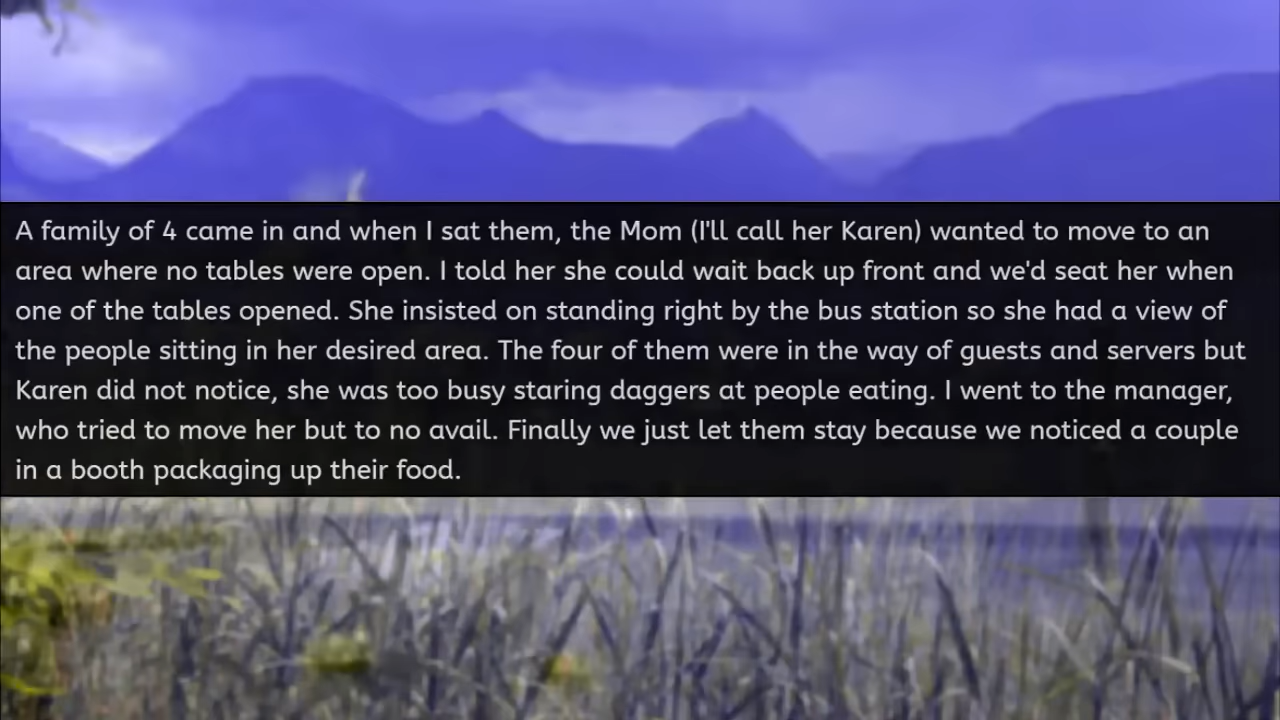 A family of 4 came in and when I sat them, the Mom (I'll call her Karen) wanted to move to an
area where no tables were open. I told her she could wait back up front and we'd seat her when
one of the tables opened. She insisted on standing right by the bus station so she had a view of
the people sitting in her desired area. The four of them were in the way of guests and servers but
Karen did not notice, she was too busy staring daggers at people eating. I went to the manager,
who tried to move her but to no avail. Finally we just let them stay because we noticed a couple
in a booth packaging up their food.